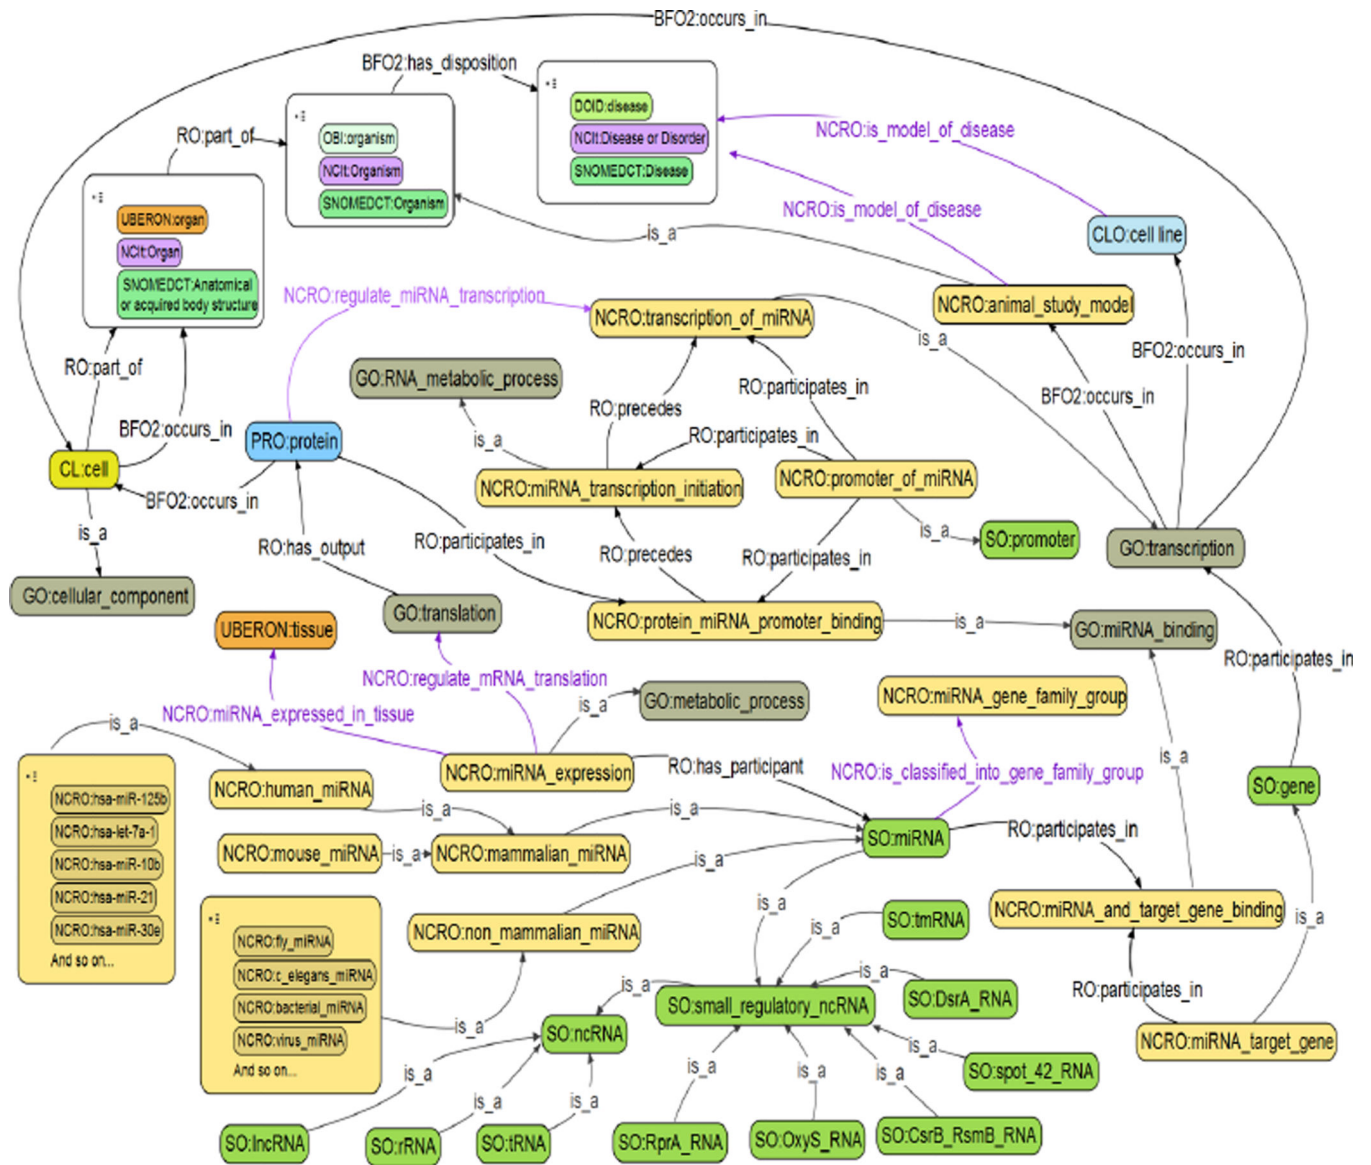 BFO2:occurs_in
BFO2:has_disposition
DOID:disease
NCIt:Disease or Disorder
SNOMEDCT:Disease
NCRO:is_model_of_disease
RO:part_of
OBI:organism
NCIt:Organism
SNOMEDCT:Organism
NCRO:is_model_of_disease
is_a
CLO:cell line
UBERON:organ
NCIt:Organ
SNOMEDCT:Anatomical
or acquired body structure
NCRO:regulate_miRNA_transcription
NCRO:transcription_of_miRNA
NCRO:animal_study_model
is_a
BFO2:occurs_in
RO:part_of
GO:RNA_metabolic_process
RO:participates_in
BFO2:occurs_in
RO:precedes
BFO2:occurs_in
PRO:protein
is_a
RO:participates_in
CL:cell
BFO2:occurs_in
NCRO:miRNA_transcription_initiation
NCRO:promoter_of_miRNA
is_a
is_a
SO:promoter
GO:transcription
RO:has_output
RO:participates_in
RO:precedes
RO:participates_in
GO:cellular_component
GO:translation
UBERON:tissue
NCRO:protein_miRNA_promoter_binding
is_a
GO:miRNA_binding
RO:participates_in
NCRO:regulate_mRNA_translation
NCRO:miRNA_gene_family_group
GO:metabolic_process
is_a
NCRO:miRNA_expressed_in_tissue
is_a
NCRO:miRNA_expression
RO:has_participant
NCRO:is_classified_into_gene_family_group
is_a
SO:gene
NCRO:human_miRNA
NCRO:hsa-miR-125b
NCRO:hsa-let-7a-1
NCRO:hsa-miR-10b
NCRO:hsa-miR-21
NCRO:hsa-miR-30e
And so on...
is_a
is_a
SO:miRNA
RO:participates_in
NCRO:mouse_miRNA
is_a
NCRO:mammalian_miRNA
is_a
NCRO:miRNA_and_target_gene_binding
is_a
is_a
is_a
SO:tmRNA
NCRO:non_mammalian_miRNA
NCRO:fly_miRNA
NCRO:c_elegans_miRNA
NCRO:bacterial_miRNA
NCRO:virus_miRNA
And so on...
is_a
is_a
is_a
SO:DsrA_RNA
SO:small_regulatory_ncRNA
RO:participates_in
NCRO:miRNA_target_gene
SO:ncRNA
is_a
is_a
SO:spot_42_RNA
is_a
is_a
is_a
is_a
is_a
SO:lncRNA
SO:rRNA
SO:tRNA
SO:RprA_RNA
SO:OxyS_RNA
SO:CsrB_RsmB_RNA